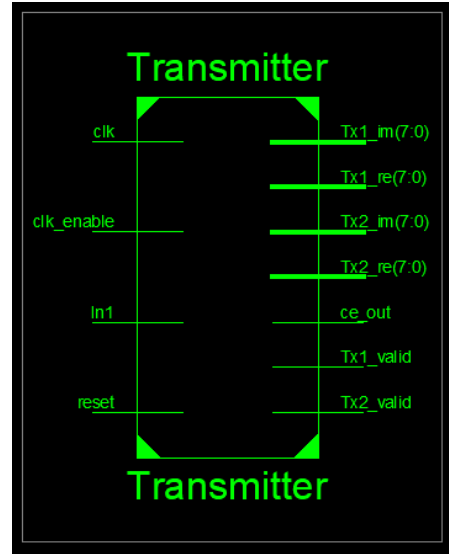 Transmitter
clk
Tx1_im(7:0)
Tx1_re(7:0)
clk_enable
Tx2_im(7:0)
Tx2_re(7:0)
In1
ce_out
Tx1_valid
reset
Tx2_valid
Transmitter